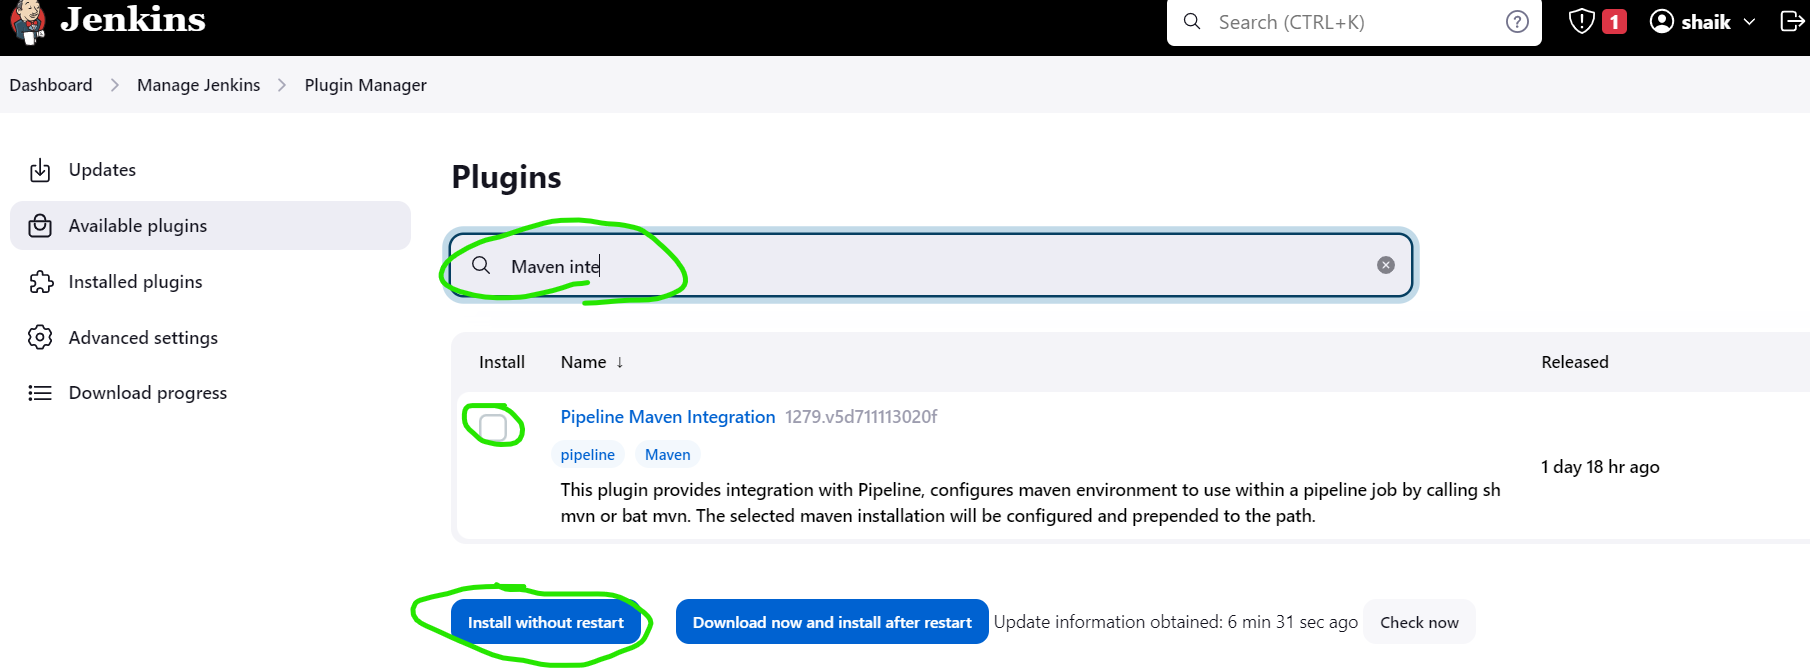 Jenkins
Search (CTRL+K)
1
shaik
Dashboard
Manage Jenkins
Plugin Manager
Updates
Available plugins
Installed plugins
Advanced settings
Download progress
Plugins
Maven inte
Install Name ↓ Released
Pipeline Maven Integration 1279.v5d711113020f
pipeline Maven
This plugin provides integration with Pipeline, configures maven environment to use within a pipeline job by calling sh
mvn or bat mvn. The selected maven installation will be configured and prepended to the path.
1 day 18 hr ago
Install without restart
Download now and install after restart
Update information obtained: 6 min 31 sec ago
Check now